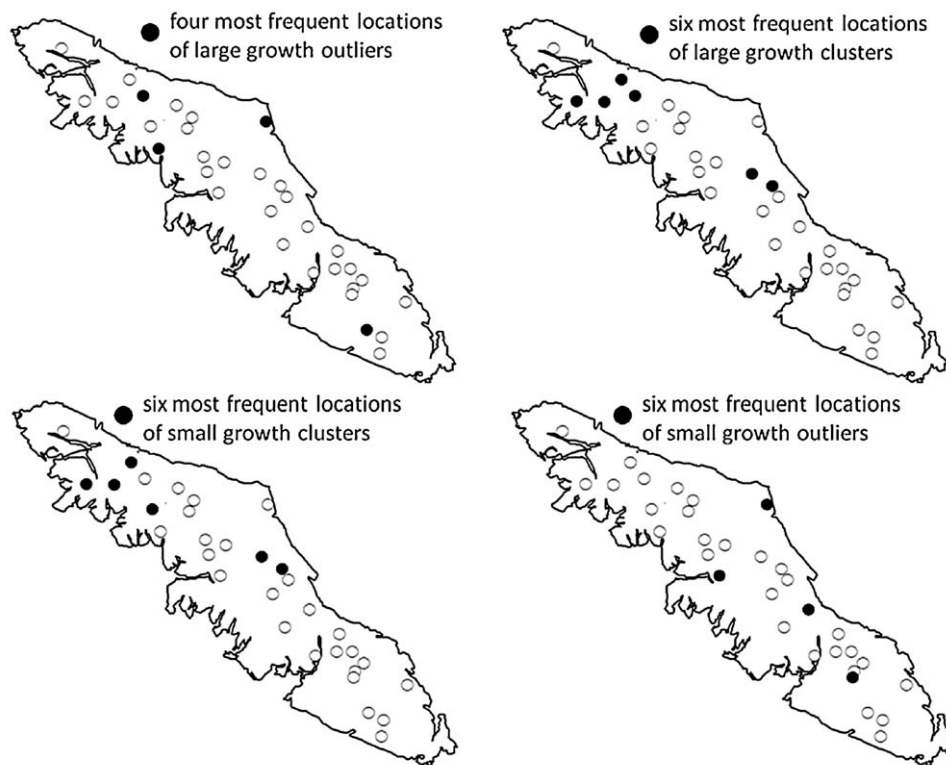 four most frequent locations
of large growth outliers
six most frequent locations
of large growth clusters
six most frequent locations
of small growth clusters
six most frequent locations
of small growth outliers